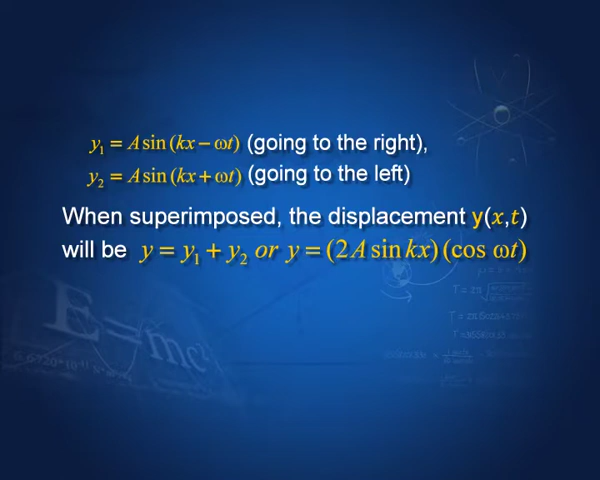 y₁ = A sin (kx − ωt) (going to the right),
y₂ = A sin (kx + ωt) (going to the left)
When superimposed, the displacement y(x,t)
will be y = y₁ + y₂ or y = (2A sin kx)(cos ωt)
E=mc²